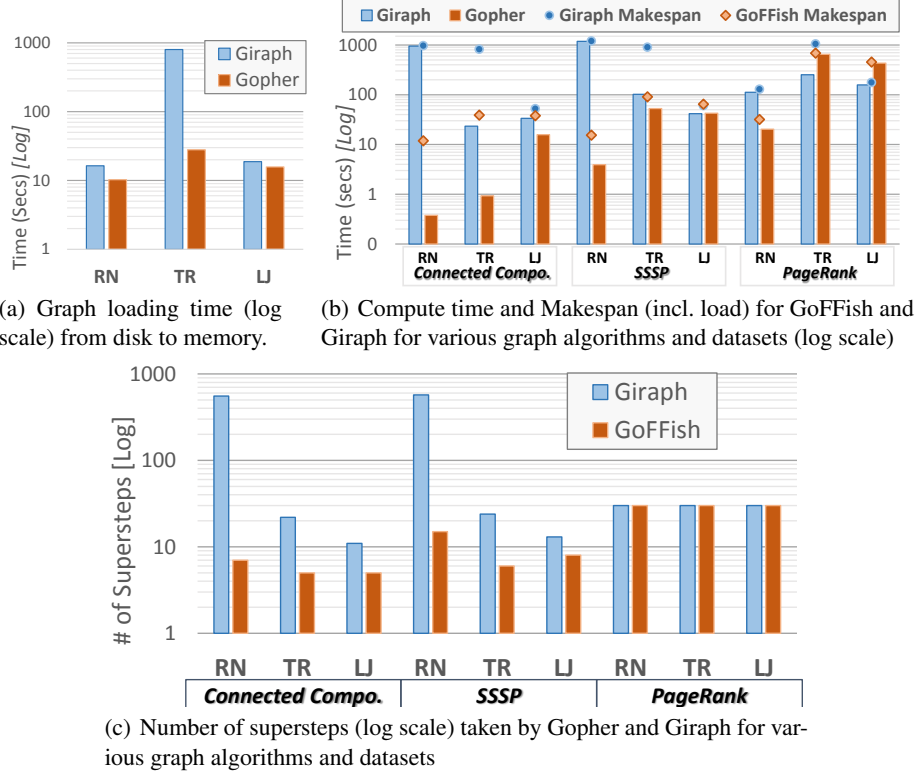 Giraph Gopher Giraph Makespan GoFFish Makespan
1000
100
10
1
Time (Secs) [Log]
Giraph
Gopher
RN TR LJ
1000
100
10
1
0
Time (secs) [Log]
RN TR LJ RN TR LJ RN TR LJ
Connected Compo. SSSP PageRank
(a) Graph loading time (log
scale) from disk to memory.
(b) Compute time and Makespan (incl. load) for GoFFish and
Giraph for various graph algorithms and datasets (log scale)
1000
100
10
1
# of Supersteps [Log]
Giraph
GoFFish
RN TR LJ RN TR LJ RN TR LJ
Connected Compo. SSSP PageRank
(c) Number of supersteps (log scale) taken by Gopher and Giraph for var-
ious graph algorithms and datasets